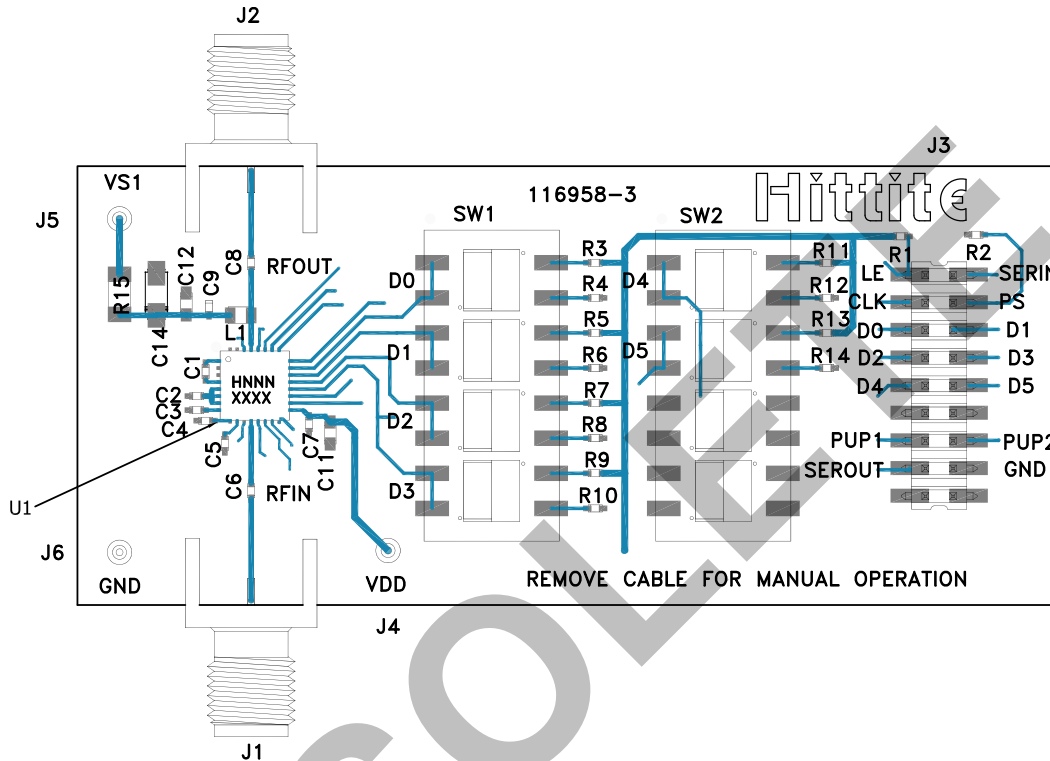 J2
J3
VS1
116958-3
Hittite
J5
SW1
SW2
C12
C9
C8
RFOUT
D0
R3
D4
R11
R1
R2
R15
R4
R12
LE
SERIN
CLK
PS
C14
L1
R5
R13
D0
D1
C1
D1
D5
R6
R14
D2
D3
HNNN
XXXX
C2
C3
C4
R7
D4
D5
C5
C7
C11
D2
R8
PUP1
PUP2
C6
RFIN
D3
R9
SEROUT
GND
R10
U1
J6
GND
VDD
REMOVE CABLE FOR MANUAL OPERATION
J4
J1
OLETE